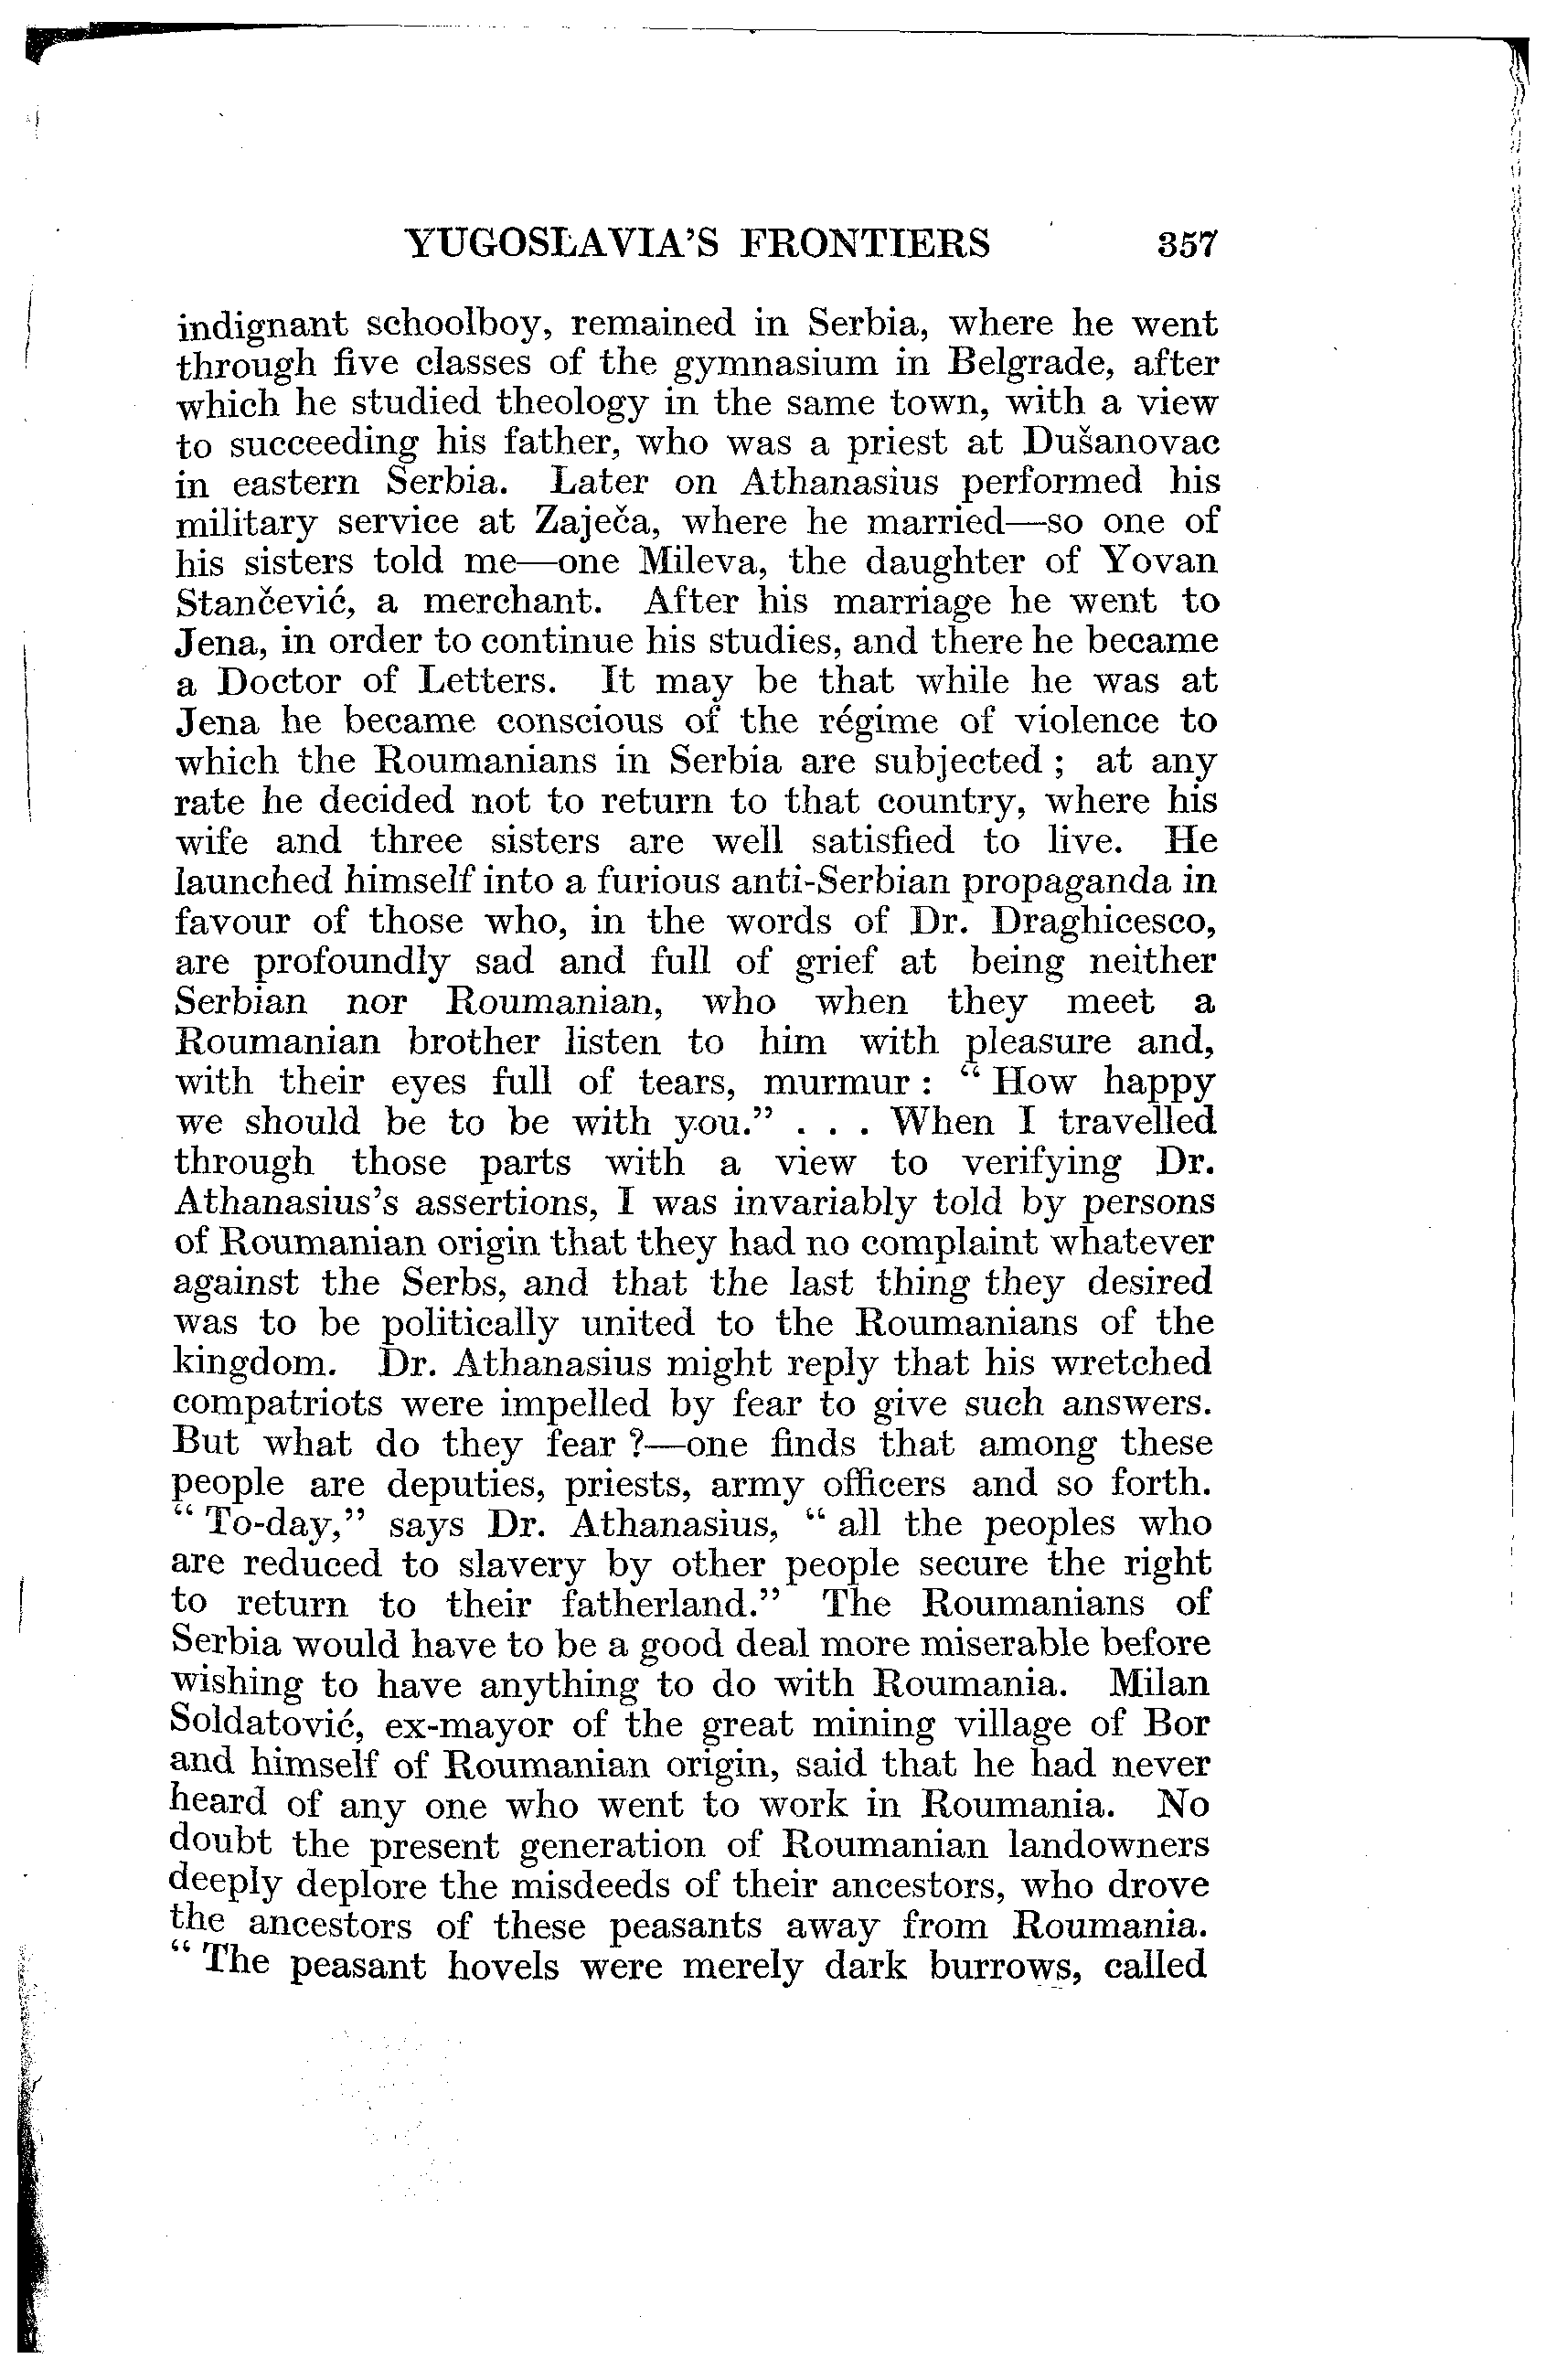 YUGOSLAVIA'S FRONTIERS 357
indignant schoolboy, remained in Serbia, where he went
through five classes of the gymnasium in Belgrade, after
which he studied theology in the same town, with a view
to succeeding his father, who was a priest at Dušanovac
in eastern Serbia. Later on Athanasius performed his
military service at Zaječa, where he married—so one of
his sisters told me—one Mileva, the daughter of Yovan
Stančević, a merchant. After his marriage he went to
Jena, in order to continue his studies, and there he became
a Doctor of Letters. It may be that while he was at
Jena he became conscious of the régime of violence to
which the Roumanians in Serbia are subjected ; at any
rate he decided not to return to that country, where his
wife and three sisters are well satisfied to live. He
launched himself into a furious anti-Serbian propaganda in
favour of those who, in the words of Dr. Draghicesco,
are profoundly sad and full of grief at being neither
Serbian nor Roumanian, who when they meet a
Roumanian brother listen to him with pleasure and,
with their eyes full of tears, murmur : “ How happy
we should be to be with you.” . . . When I travelled
through those parts with a view to verifying Dr.
Athanasius's assertions, I was invariably told by persons
of Roumanian origin that they had no complaint whatever
against the Serbs, and that the last thing they desired
was to be politically united to the Roumanians of the
kingdom. Dr. Athanasius might reply that his wretched
compatriots were impelled by fear to give such answers.
But what do they fear ?—one finds that among these
people are deputies, priests, army officers and so forth.
“ To-day,” says Dr. Athanasius, “ all the peoples who
are reduced to slavery by other people secure the right
to return to their fatherland.” The Roumanians of
Serbia would have to be a good deal more miserable before
wishing to have anything to do with Roumania. Milan
Soldatović, ex-mayor of the great mining village of Bor
and himself of Roumanian origin, said that he had never
heard of any one who went to work in Roumania. No
doubt the present generation of Roumanian landowners
deeply deplore the misdeeds of their ancestors, who drove
the ancestors of these peasants away from Roumania.
“ The peasant hovels were merely dark burrows, called